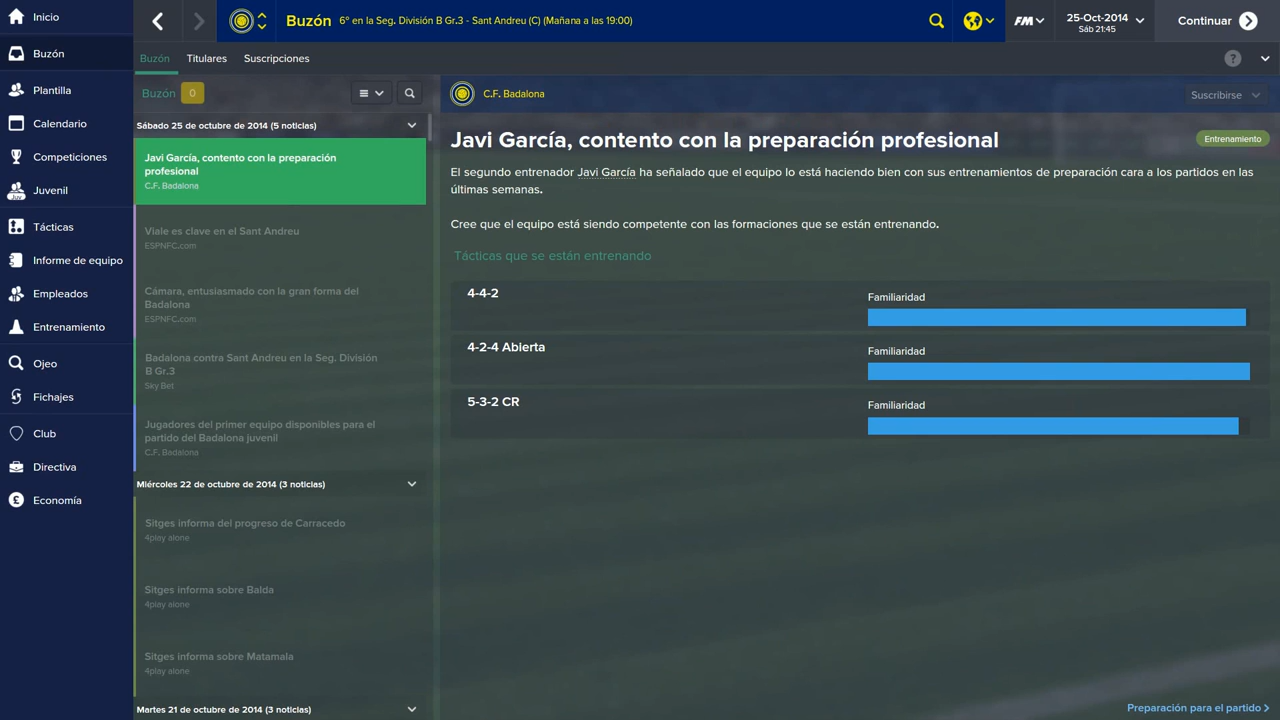 Inicio
Buzón
Plantilla
Calendario
Competiciones
Juv
Juvenil
Tácticas
Informe de equipo
Empleados
Entrenamiento
Ojeo
Fichajes
Club
Directiva
£ Economía
Buzón 6º en la Seg. División B Gr.3 - Sant Andreu (C) (Mañana a las 19:00)
FM
25-Oct-2014
Sáb 21:45
Continuar
Buzón Titulares Suscripciones
?
Buzón 0
Sábado 25 de octubre de 2014 (5 noticias)
Javi García, contento con la preparación
profesional
C.F. Badalona
Viale es clave en el Sant Andreu
ESPNFC.com
Cámara, entusiasmado con la gran forma del
Badalona
ESPNFC.com
Badalona contra Sant Andreu en la Seg. División
B Gr.3
Sky Bet
Jugadores del primer equipo disponibles para el
partido del Badalona juvenil
C.F. Badalona
Miércoles 22 de octubre de 2014 (3 noticias)
Sitges informa del progreso de Carracedo
4play alone
Sitges informa sobre Balda
4play alone
Sitges informa sobre Matamala
4play alone
Martes 21 de octubre de 2014 (3 noticias)
C.F. Badalona
Suscribirse
Javi García, contento con la preparación profesional
Entrenamiento
El segundo entrenador Javi García ha señalado que el equipo lo está haciendo bien con sus entrenamientos de preparación cara a los partidos en las
últimas semanas.
Cree que el equipo está siendo competente con las formaciones que se están entrenando.
Tácticas que se están entrenando
4-4-2 Familiaridad
4-2-4 Abierta Familiaridad
5-3-2 CR Familiaridad
Preparación para el partido